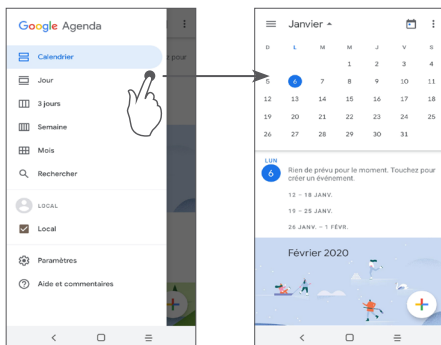 Google Agenda
Calendrier
Jour
3 jours
Semaine
Mois
Rechercher
LOCAL
Local
Paramètres
Aide et commentaires
pour
Janvier
D L M M J V S
1 2 3 4
5 6 7 8 9 10 11
12 13 14 15 16 17 18
19 20 21 22 23 24 25
26 27 28 29 30 31
LUN
6
Rien de prévu pour le moment. Touchez pour
créer un événement.
12 – 18 JANV.
19 – 25 JANV.
26 JANV. – 1 FÉVR.
Février 2020